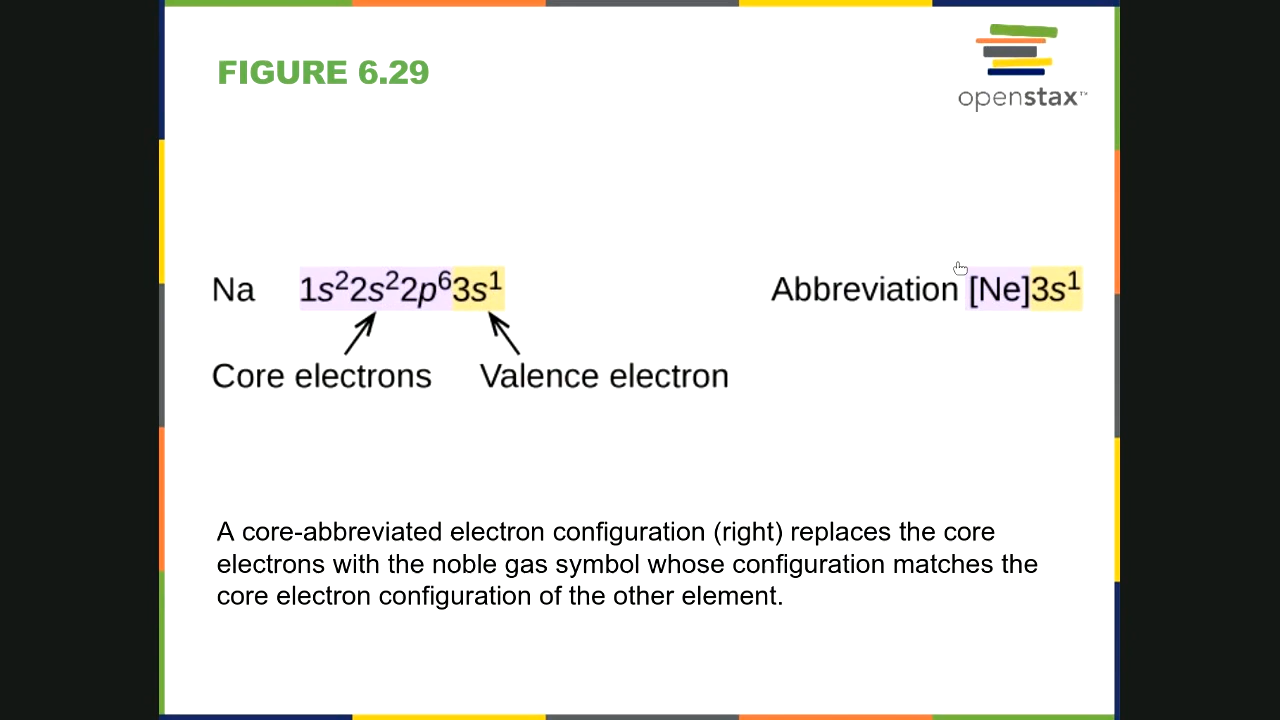 FIGURE 6.29
openstax™
Na 1s²2s²2p⁶3s¹ Abbreviation [Ne]3s¹
Core electrons Valence electron
A core-abbreviated electron configuration (right) replaces the core
electrons with the noble gas symbol whose configuration matches the
core electron configuration of the other element.